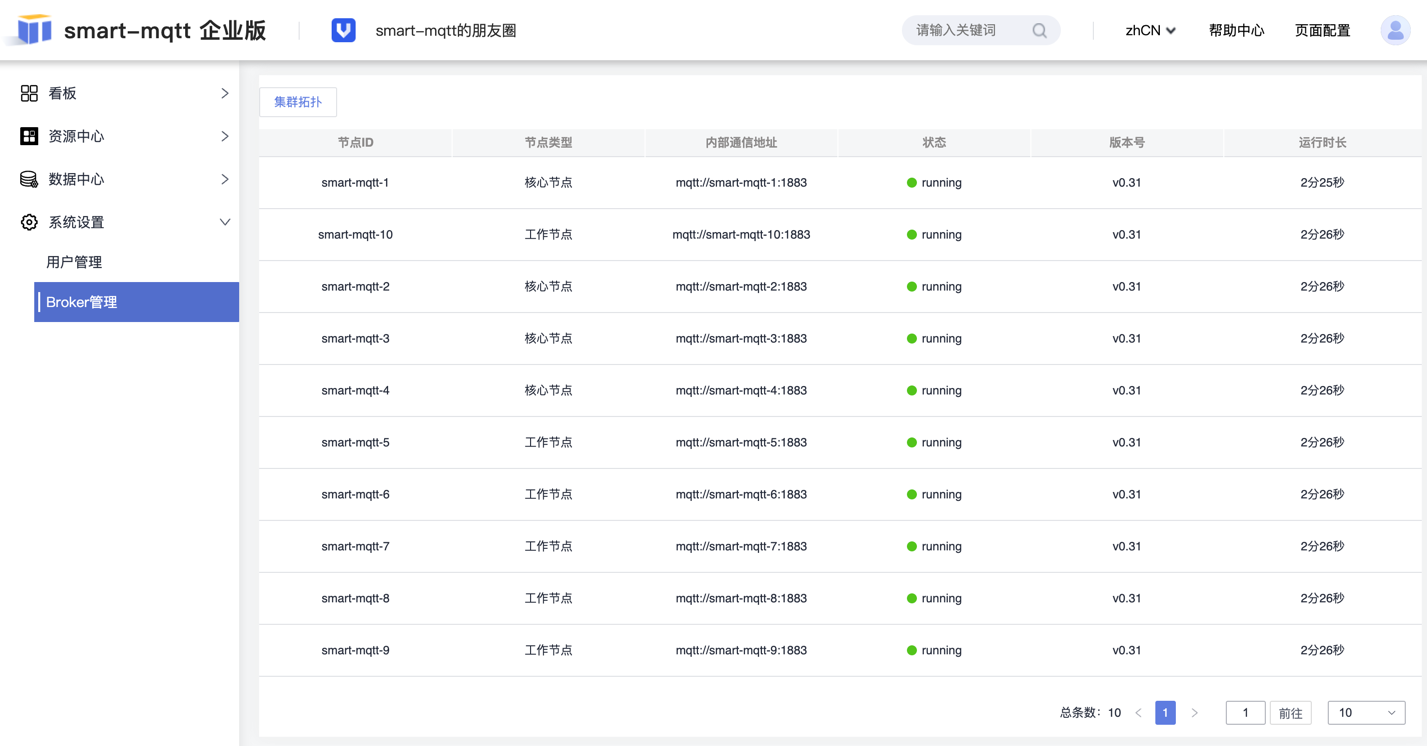 smart-mqtt 企业版
smart-mqtt的朋友圈
请输入关键词
zhCN
帮助中心
页面配置
看板
资源中心
数据中心
系统设置
用户管理
Broker管理
集群拓扑
节点ID 节点类型 内部通信地址 状态 版本号 运行时长
smart-mqtt-1 核心节点 mqtt://smart-mqtt-1:1883 running v0.31 2分25秒
smart-mqtt-10 工作节点 mqtt://smart-mqtt-10:1883 running v0.31 2分26秒
smart-mqtt-2 核心节点 mqtt://smart-mqtt-2:1883 running v0.31 2分26秒
smart-mqtt-3 核心节点 mqtt://smart-mqtt-3:1883 running v0.31 2分26秒
smart-mqtt-4 核心节点 mqtt://smart-mqtt-4:1883 running v0.31 2分26秒
smart-mqtt-5 工作节点 mqtt://smart-mqtt-5:1883 running v0.31 2分26秒
smart-mqtt-6 工作节点 mqtt://smart-mqtt-6:1883 running v0.31 2分26秒
smart-mqtt-7 工作节点 mqtt://smart-mqtt-7:1883 running v0.31 2分26秒
smart-mqtt-8 工作节点 mqtt://smart-mqtt-8:1883 running v0.31 2分26秒
smart-mqtt-9 工作节点 mqtt://smart-mqtt-9:1883 running v0.31 2分26秒
总条数：10 1 1 前往 10